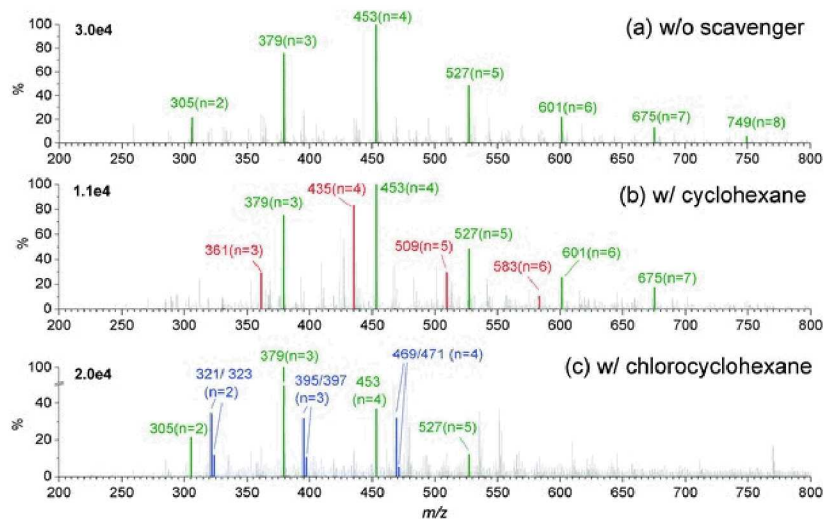 3.0e4
(a) w/o scavenger
453(n=4)
379(n=3)
527(n=5)
305(n=2)
601(n=6)
675(n=7)
749(n=8)
%
100
80
60
40
20
0
200 250 300 350 400 450 500 550 600 650 700 750 800
1.1e4
(b) w/ cyclohexane
435(n=4)
453(n=4)
379(n=3)
527(n=5)
361(n=3)
509(n=5)
601(n=6)
583(n=6)
675(n=7)
%
100
80
60
40
20
0
200 250 300 350 400 450 500 550 600 650 700 750 800
2.0e4
(c) w/ chlorocyclohexane
379(n=3)
469/471 (n=4)
321/ 323
(n=2)
395/397
(n=3)
453
(n=4)
305(n=2)
527(n=5)
%
100
40
20
0
200 250 300 350 400 450 500 550 600 650 700 750 800
m/z